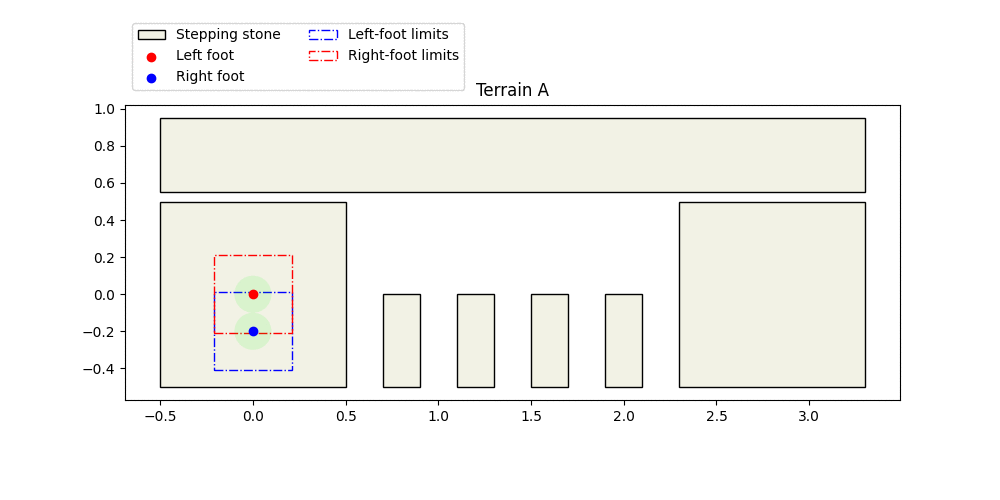 Stepping stone
Left foot
Right foot
Left-foot limits
Right-foot limits
Terrain A
1.0
0.8
0.6
0.4
0.2
0.0
−0.2
−0.4
−0.5 0.0 0.5 1.0 1.5 2.0 2.5 3.0